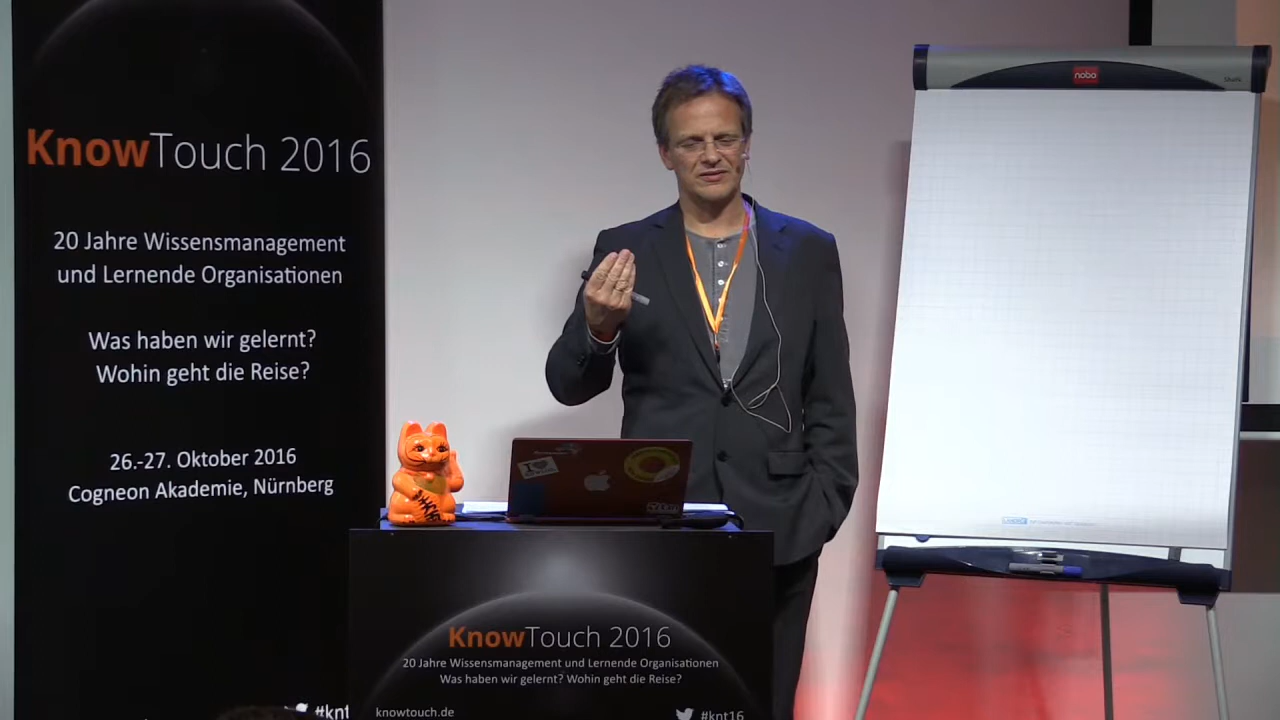 KnowTouch 2016
20 Jahre Wissensmanagement
und Lernende Organisationen
Was haben wir gelernt?
Wohin geht die Reise?
26.-27. Oktober 2016
Cogneon Akademie, Nürnberg
#knt
KnowTouch 2016
20 Jahre Wissensmanagement und Lernende Organisationen
Was haben wir gelernt? Wohin geht die Reise?
knowtouch.de
#knt16
nobo